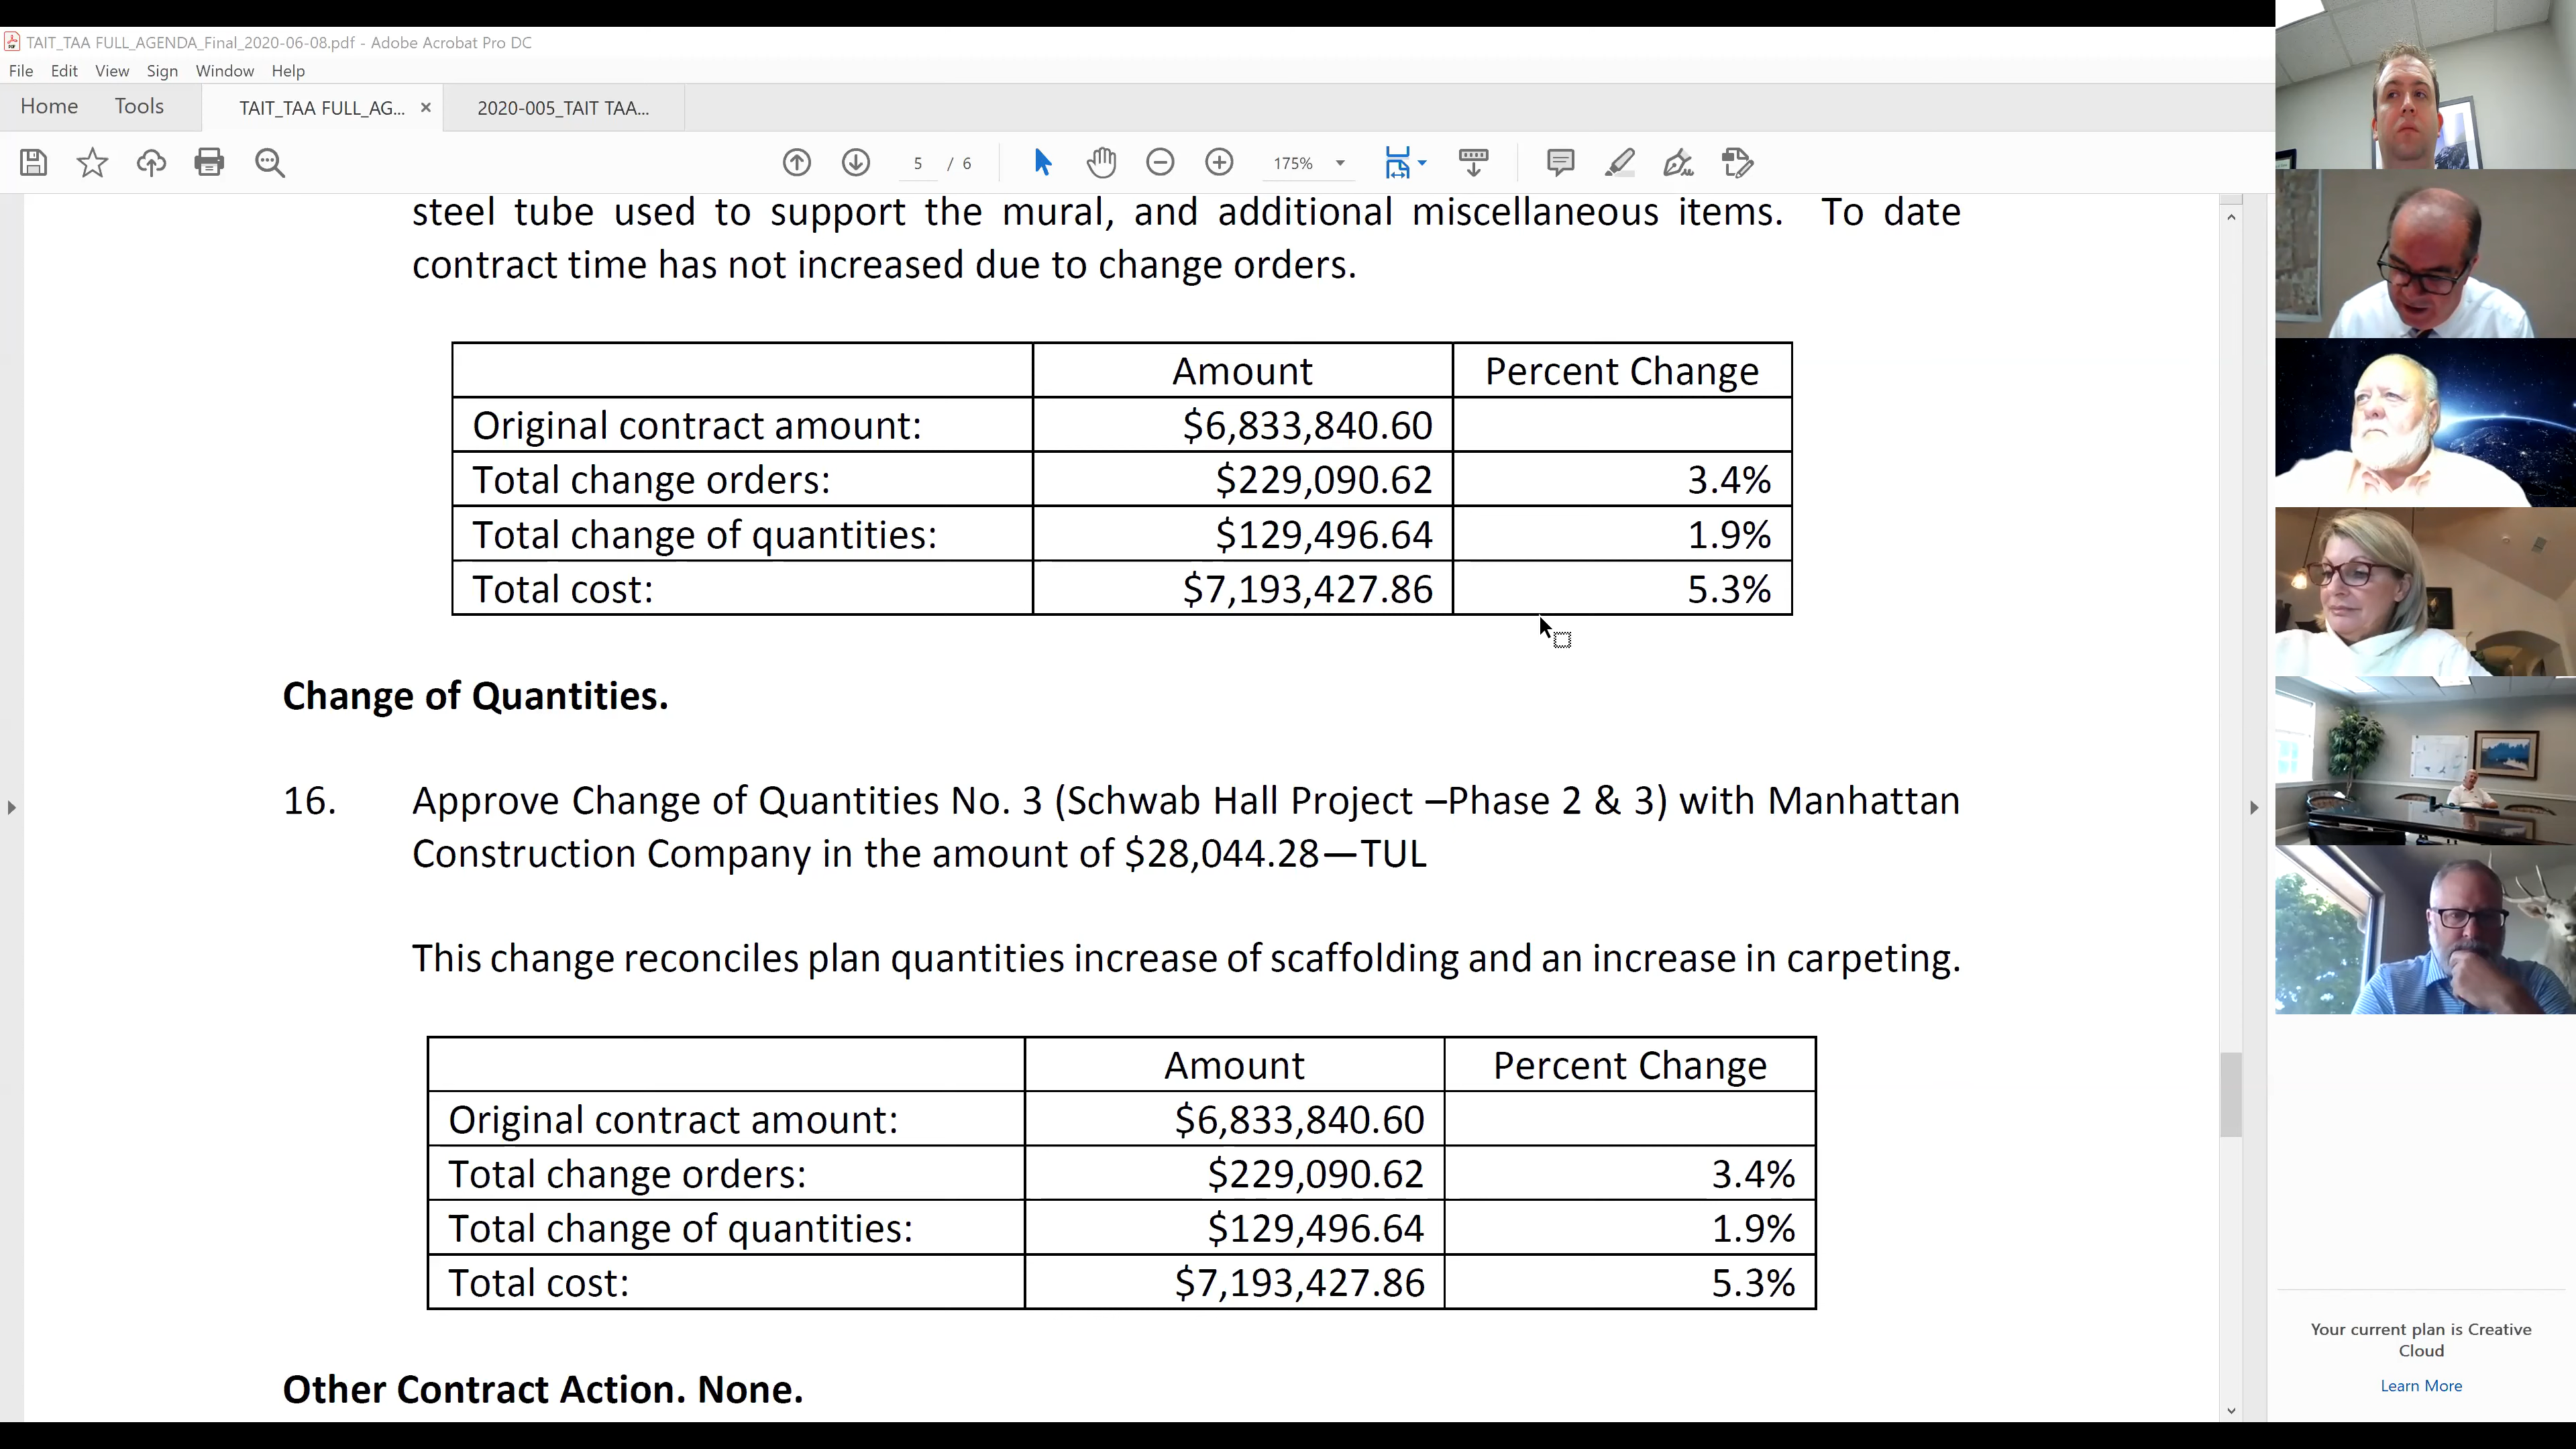 TAIT_TAA FULL_AGENDA_Final_2020-06-08.pdf - Adobe Acrobat Pro DC
File Edit View Sign Window Help
Home Tools TAIT_TAA FULL_AG... × 2020-005_TAIT TAA...
5 / 6 175%
steel tube used to support the mural, and additional miscellaneous items. To date
contract time has not increased due to change orders.
Amount Percent Change
Original contract amount: $6,833,840.60
Total change orders: $229,090.62 3.4%
Total change of quantities: $129,496.64 1.9%
Total cost: $7,193,427.86 5.3%
Change of Quantities.
16. Approve Change of Quantities No. 3 (Schwab Hall Project –Phase 2 & 3) with Manhattan
Construction Company in the amount of $28,044.28—TUL
This change reconciles plan quantities increase of scaffolding and an increase in carpeting.
Amount Percent Change
Original contract amount: $6,833,840.60
Total change orders: $229,090.62 3.4%
Total change of quantities: $129,496.64 1.9%
Total cost: $7,193,427.86 5.3%
Other Contract Action. None.
Your current plan is Creative
Cloud
Learn More